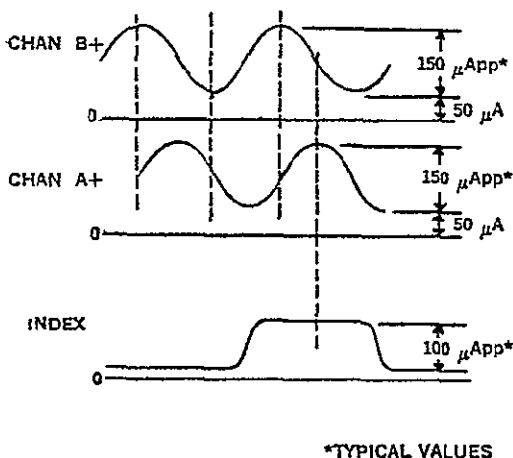 CHAN B+
150 µApp*
50 µA
0
CHAN A+
150 µApp*
50 µA
0
INDEX
100 µApp*
0
*TYPICAL VALUES